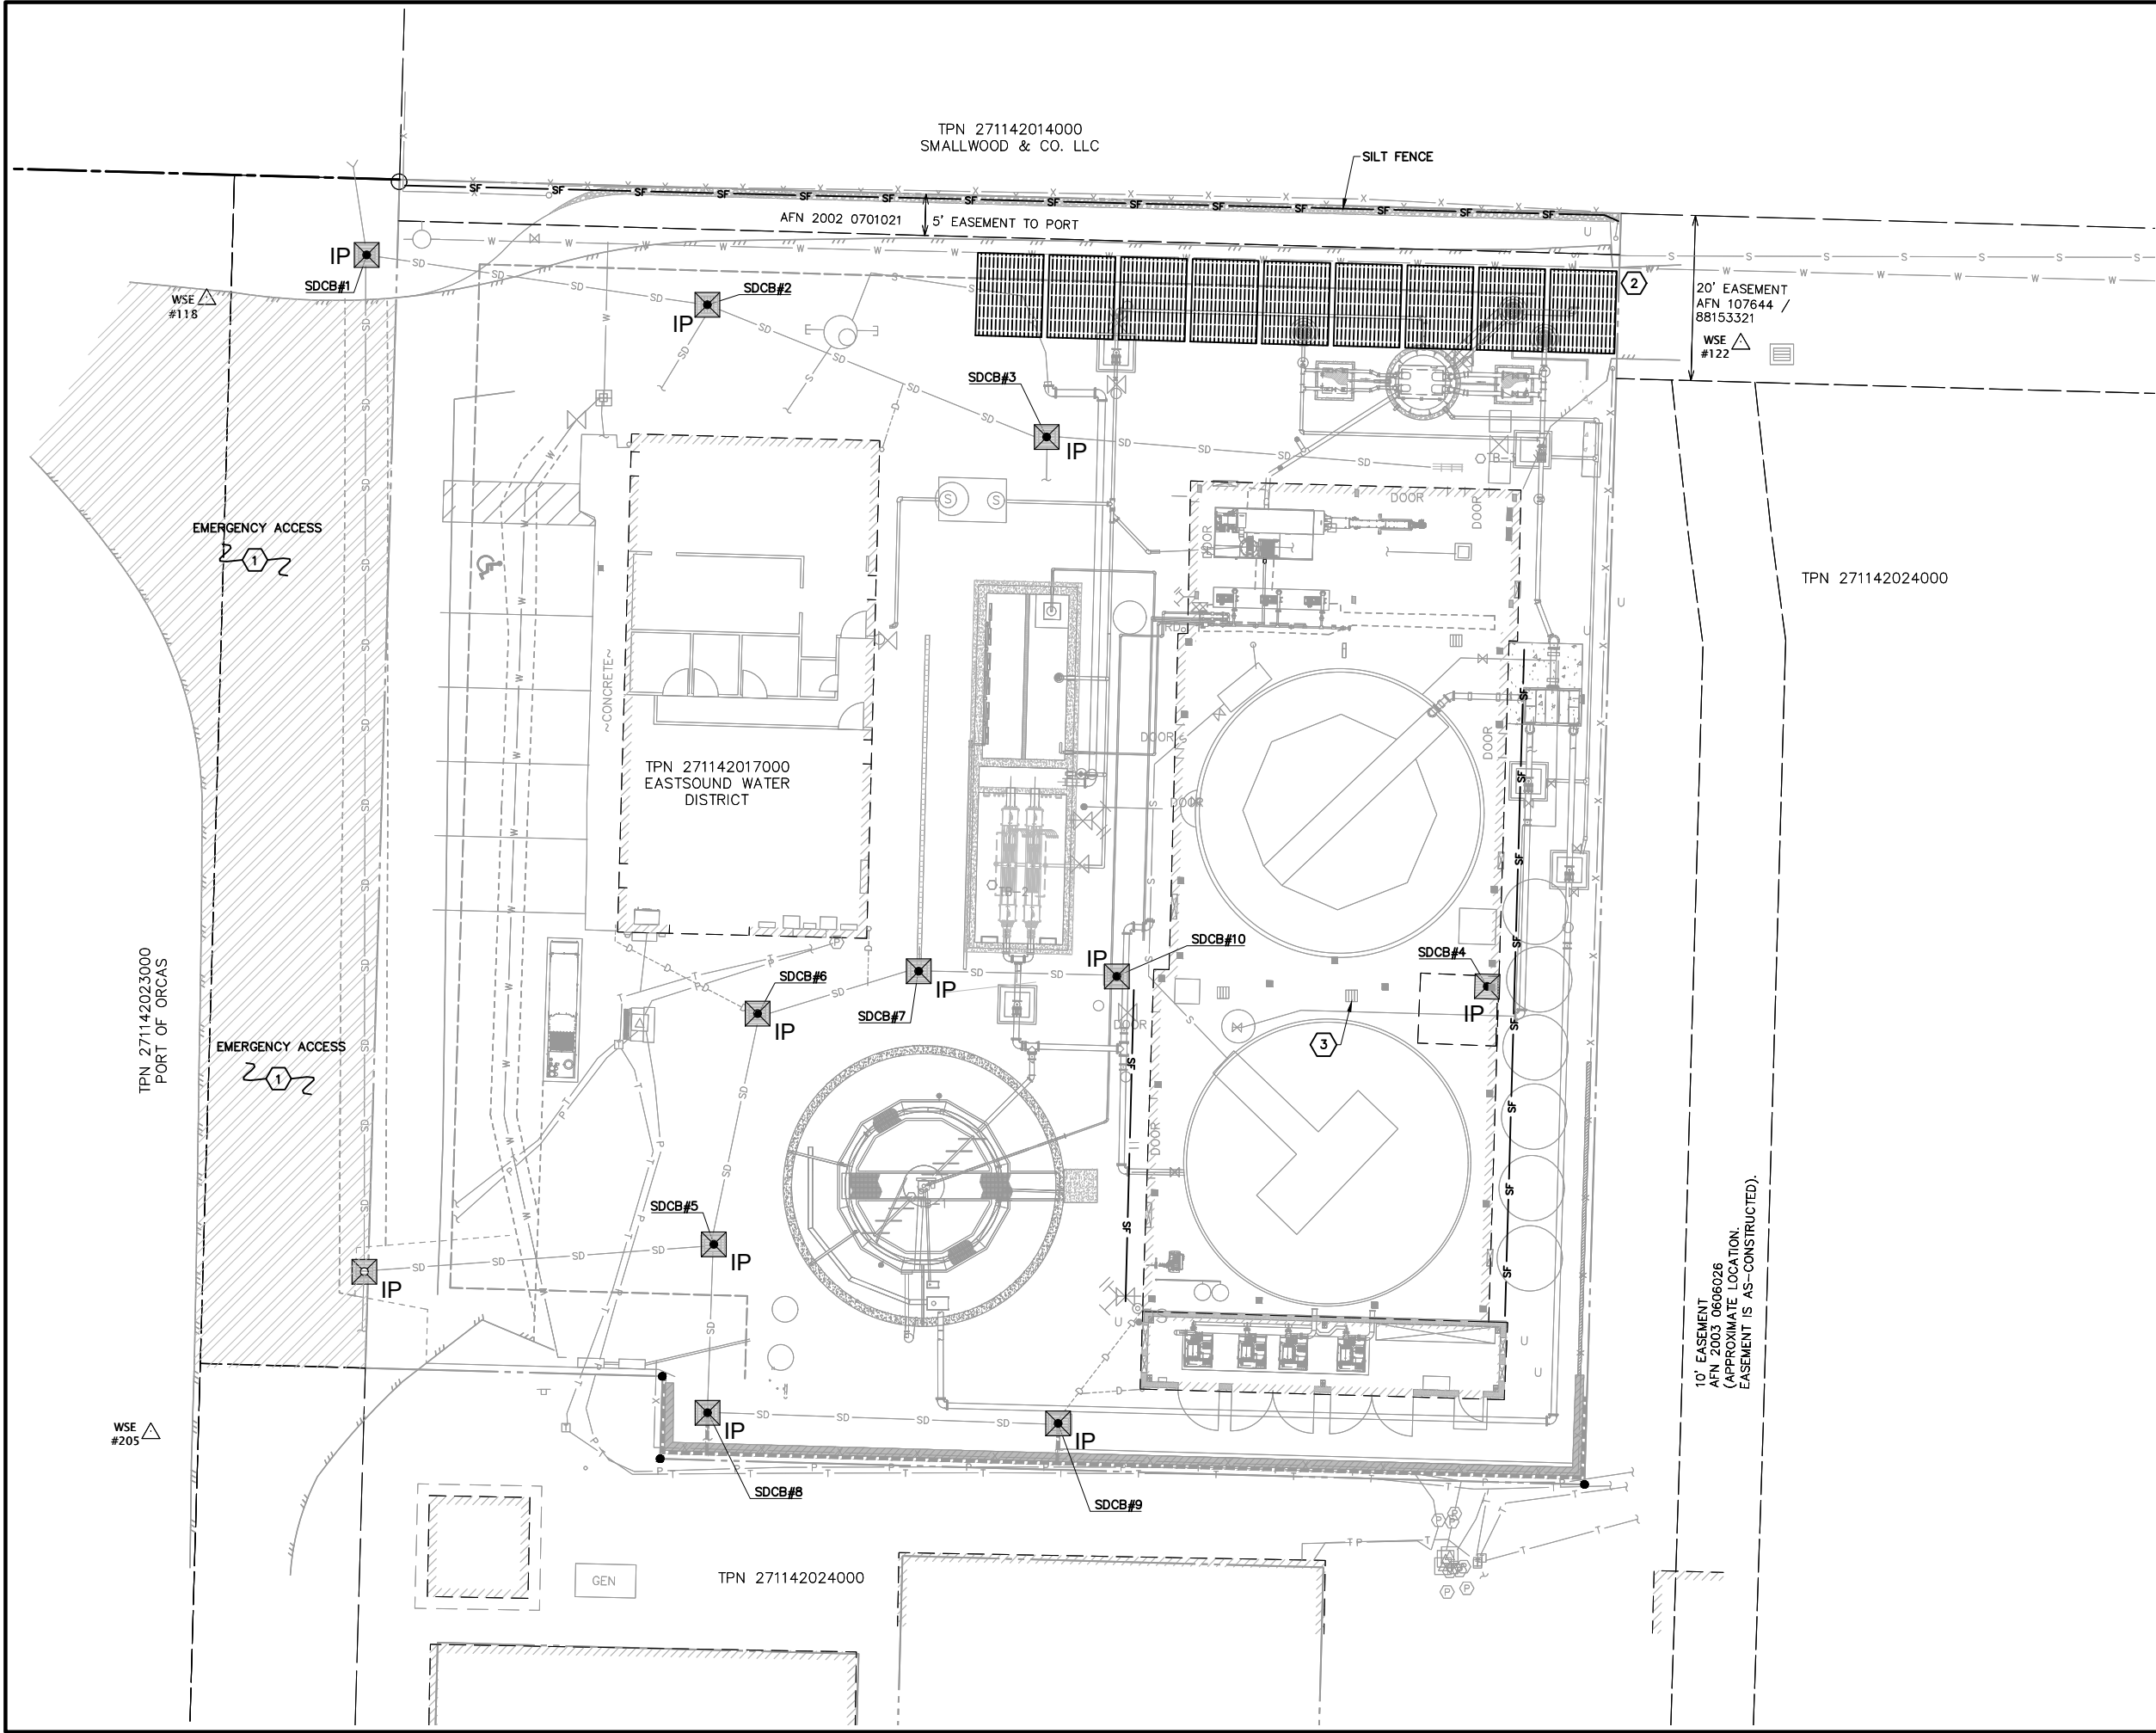 TPN 271142014000
SMALLWOOD & CO. LLC
SILT FENCE
AFN 2002 0701021
5' EASEMENT TO PORT
IP
SDCB#1
WSE
#118
SDCB#2
IP
SDCB#3
IP
2
20' EASEMENT
AFN 107644 /
88153321
WSE
#122
EMERGENCY ACCESS
1
TPN 271142024000
DOOR
DOOR
DOOR
S
S
~CONCRETE~
TPN 271142017000
EASTSOUND WATER
DISTRICT
DOOR
DOOR
DOOR
TB-2
TPN 271142023000
PORT OF ORCAS
EMERGENCY ACCESS
1
SDCB#6
IP
SDCB#7
IP
SDCB#10
IP
SDCB#4
IP
DOOR
3
DOOR
SDCB#5
IP
IP
10' EASEMENT
AFN 2003 0606026
(APPROXIMATE LOCATION.
EASEMENT IS AS-CONSTRUCTED).
WSE
#205
IP
SDCB#8
IP
SDCB#9
GEN
TPN 271142024000
SF
SD
W
X
U
T
P
D